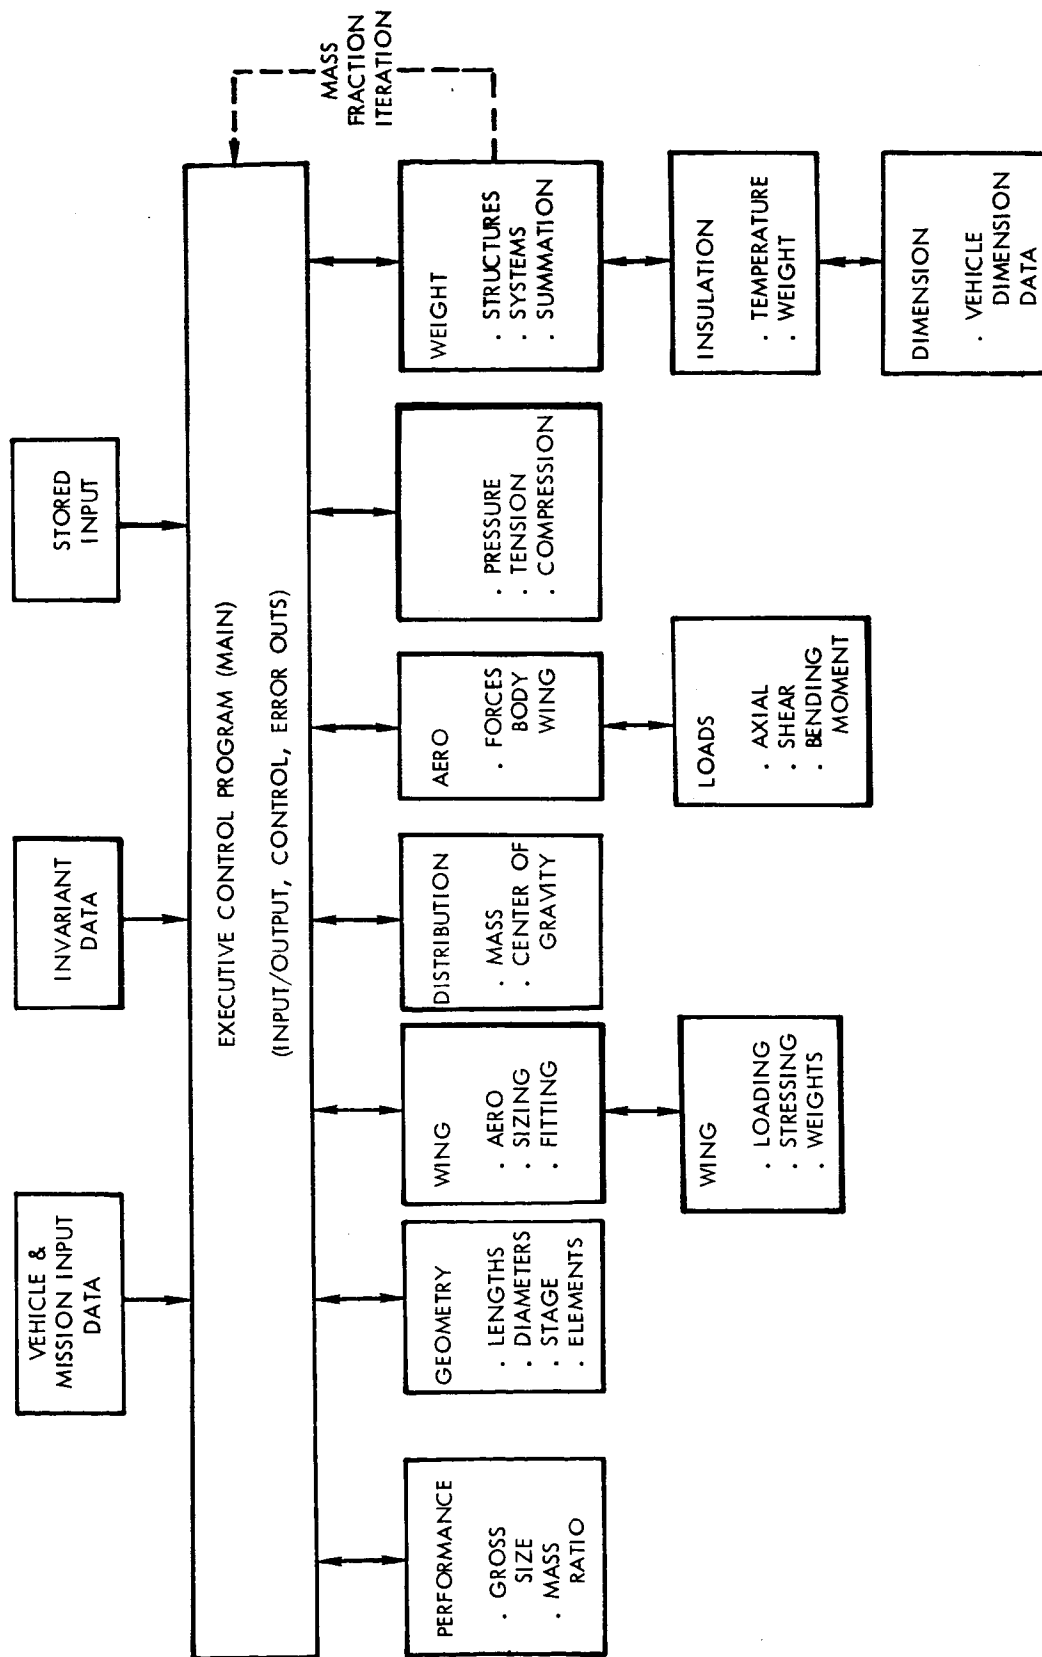 VEHICLE &
MISSION INPUT
DATA
INVARIANT
DATA
STORED
INPUT
EXECUTIVE CONTROL PROGRAM (MAIN)
(INPUT/OUTPUT, CONTROL, ERROR OUTS)
MASS
FRACTION
ITERATION
PERFORMANCE
· GROSS
SIZE
· MASS
RATIO
GEOMETRY
· LENGTHS
· DIAMETERS
· STAGE
· ELEMENTS
WING
· AERO
· SIZING
· FITTING
DISTRIBUTION
· MASS
· CENTER OF
GRAVITY
AERO
· FORCES
BODY
WING
· PRESSURE
· TENSION
· COMPRESSION
WEIGHT
· STRUCTURES
· SYSTEMS
· SUMMATION
WING
· LOADING
· STRESSING
· WEIGHTS
LOADS
· AXIAL
· SHEAR
· BENDING
MOMENT
INSULATION
· TEMPERATURE
· WEIGHT
DIMENSION
· VEHICLE
DIMENSION
DATA